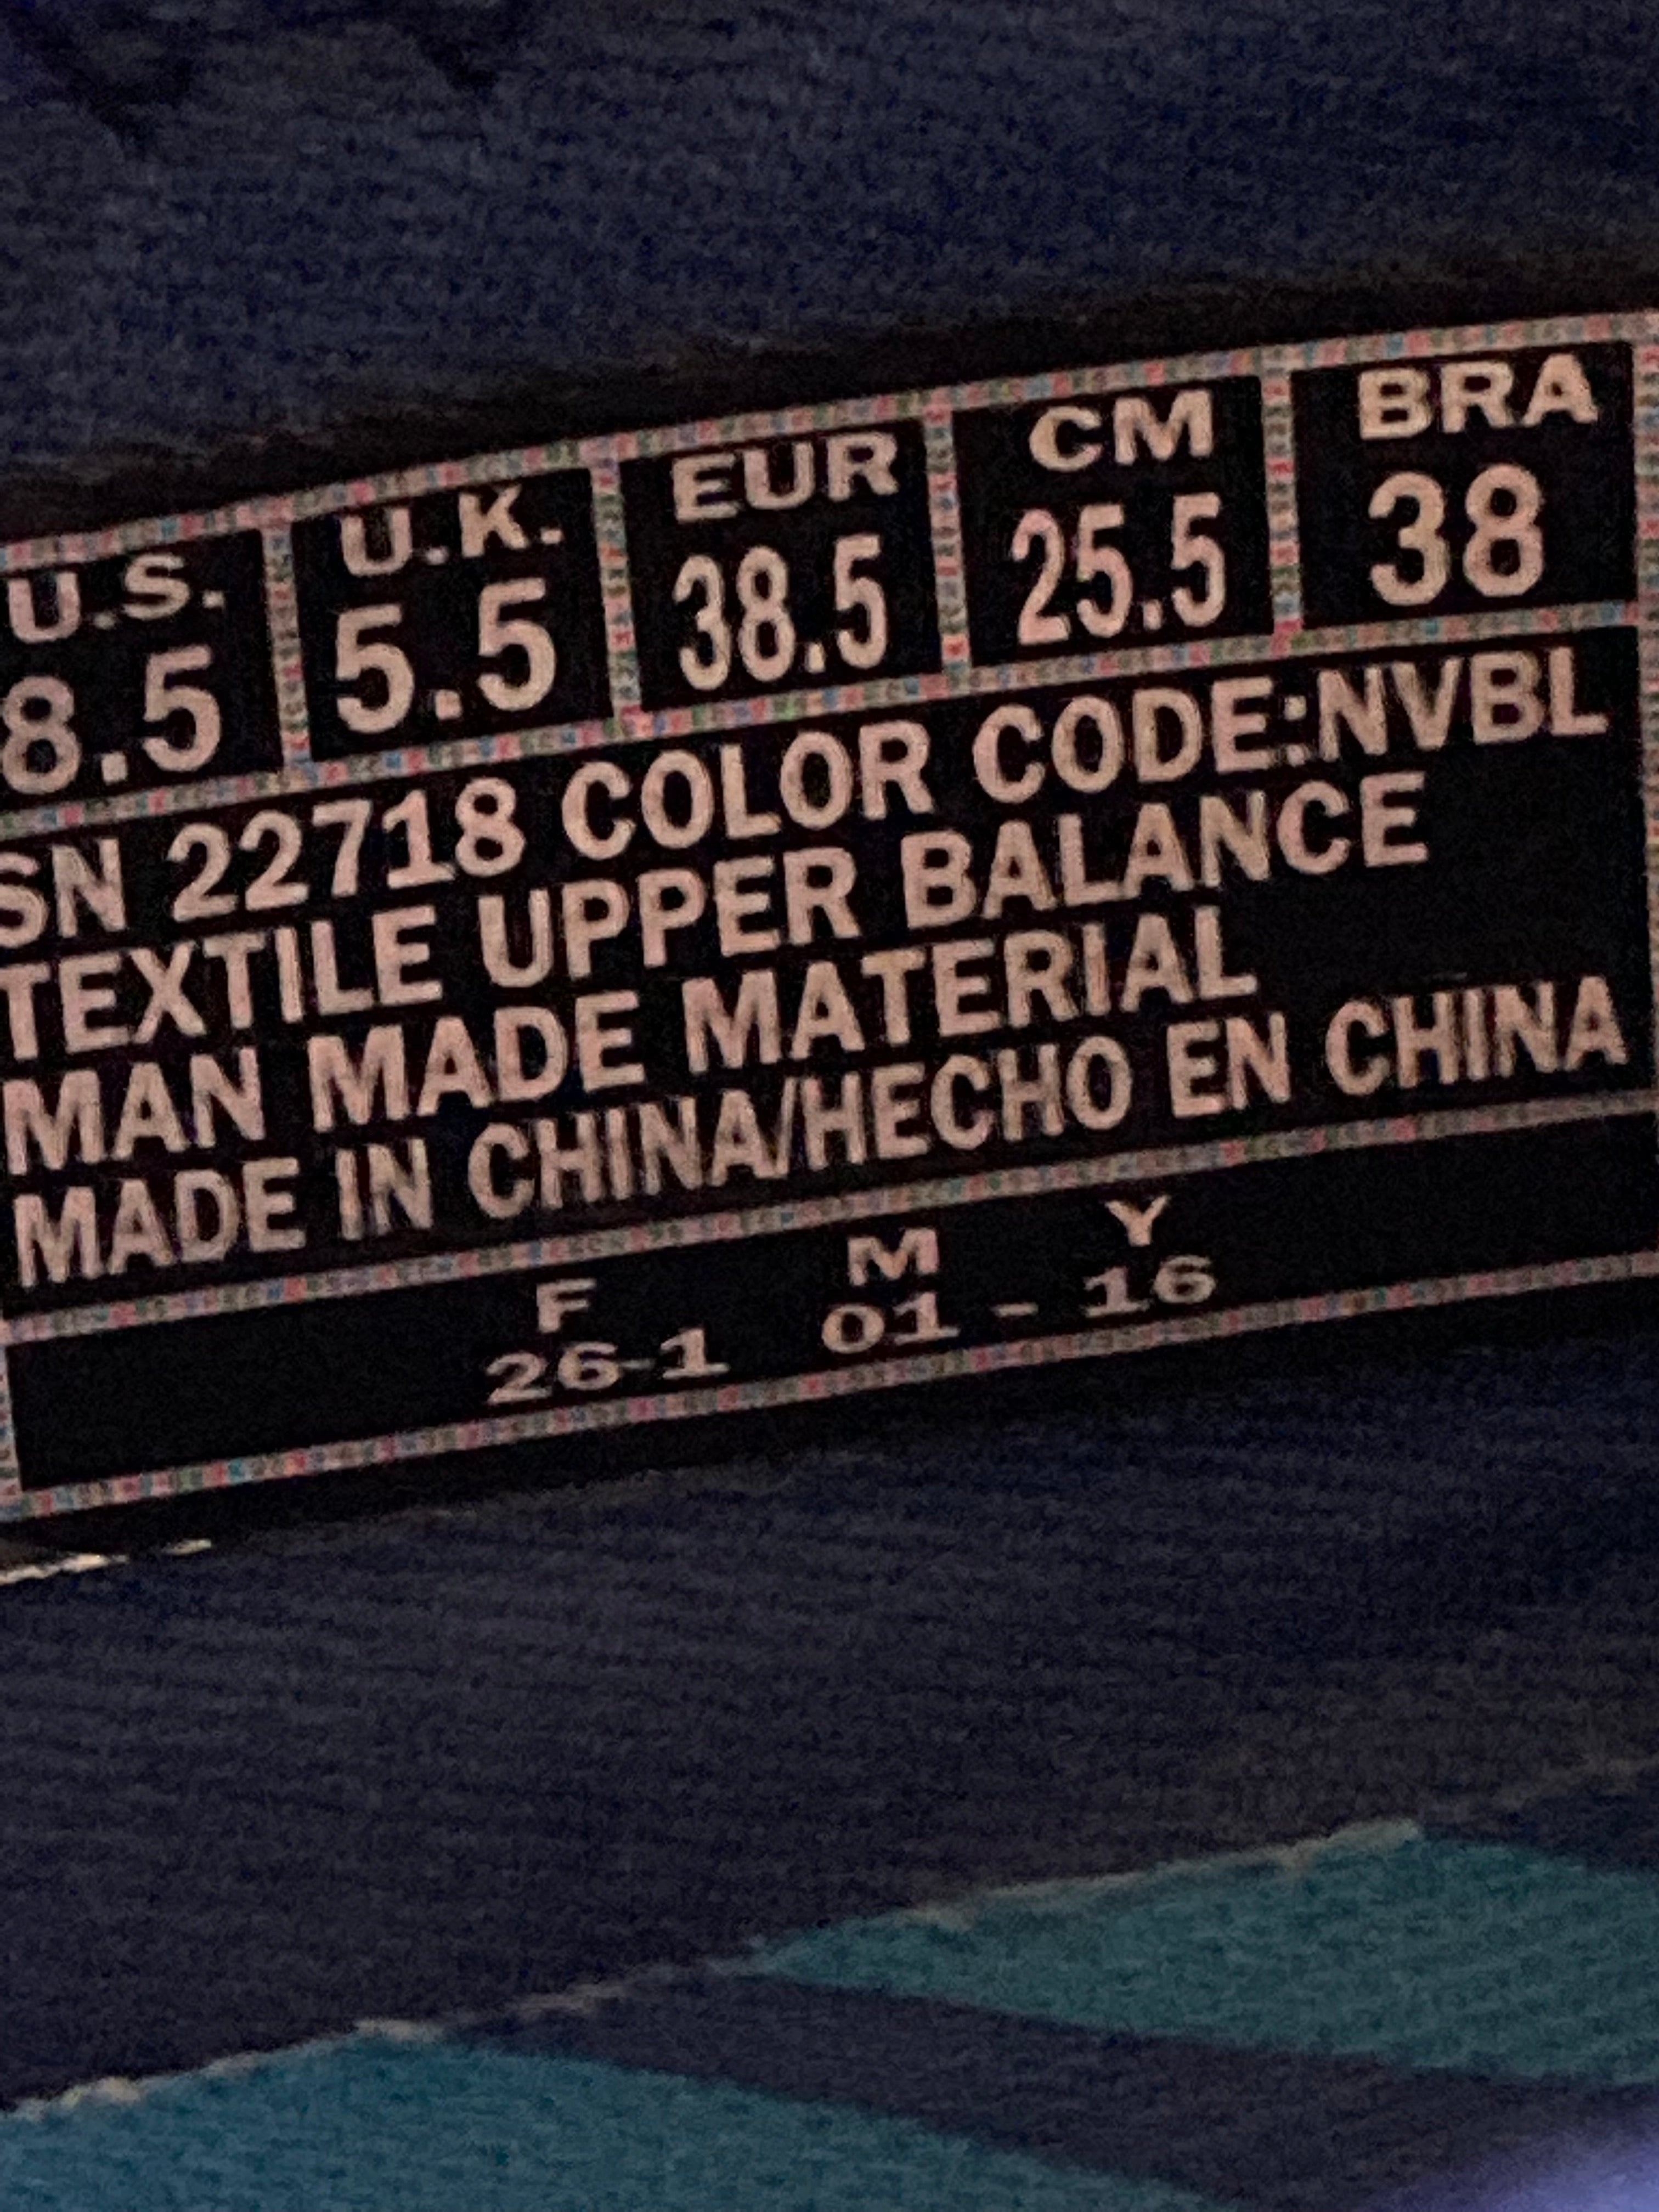 U.S. U.K. EUR CM BRA
8.5 5.5 38.5 25.5 38
SN 22718 COLOR CODE:NVBL
TEXTILE UPPER BALANCE
MAN MADE MATERIAL
MADE IN CHINA/HECHO EN CHINA
F M Y
26-1 01 - 16